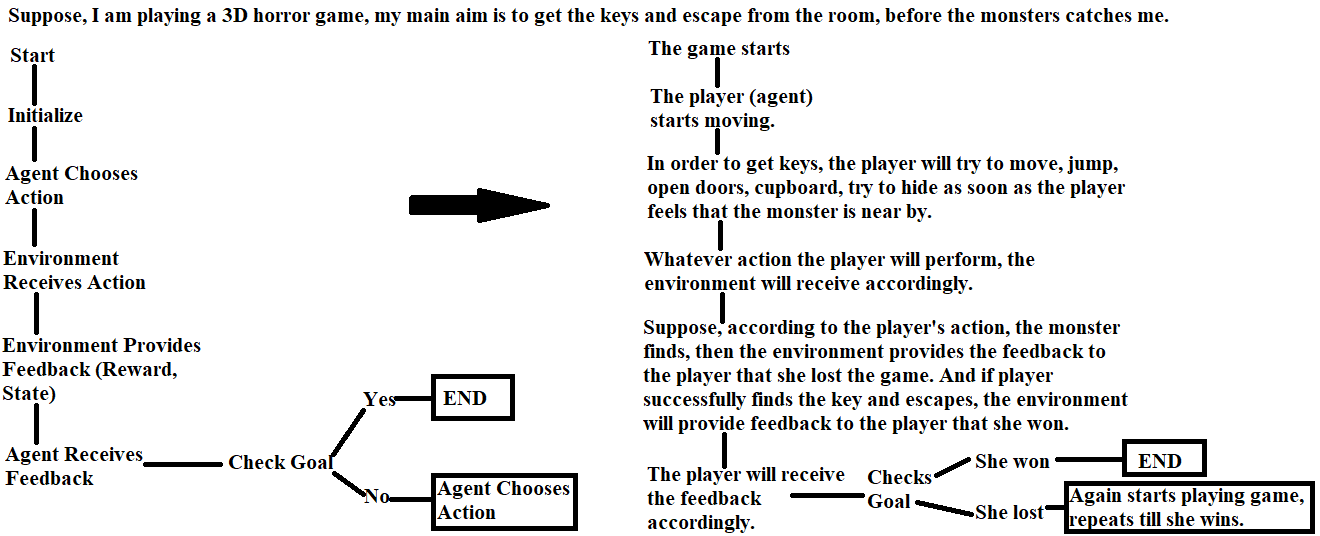 Suppose, I am playing a 3D horror game, my main aim is to get the keys and escape from the room, before the monsters catches me.
Start
Initialize
Agent Chooses
Action
Environment
Receives Action
Environment Provides
Feedback (Reward,
State)
Agent Receives
Feedback
Check Goal
Yes
END
No
Agent Chooses
Action
The game starts
The player (agent)
starts moving.
In order to get keys, the player will try to move, jump,
open doors, cupboard, try to hide as soon as the player
feels that the monster is near by.
Whatever action the player will perform, the
environment will receive accordingly.
Suppose, according to the player's action, the monster
finds, then the environment provides the feedback to
the player that she lost the game. And if player
successfully finds the key and escapes, the environment
will provide feedback to the player that she won.
The player will receive
the feedback
accordingly.
Checks
Goal
She won
END
She lost
Again starts playing game,
repeats till she wins.